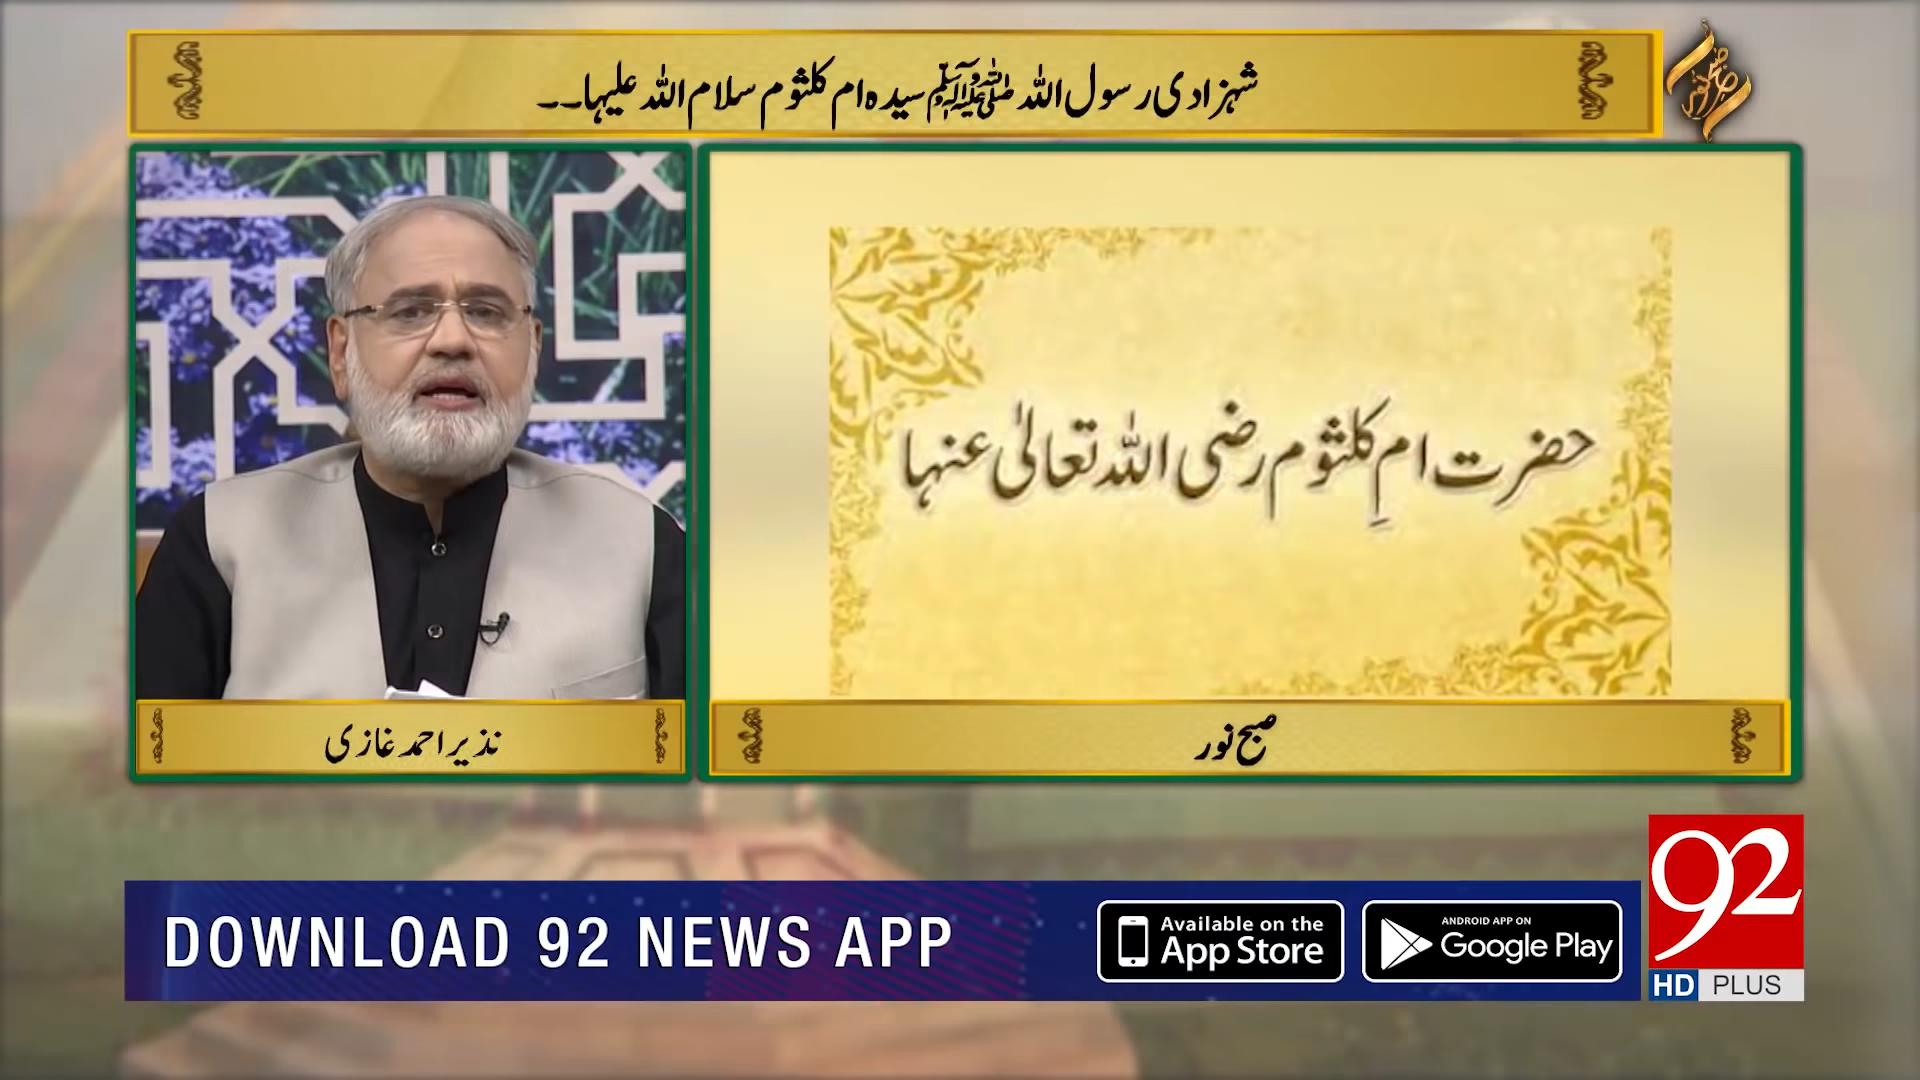 شہزادی رسول اللہ ﷺ سیدہ ام کلثوم سلام اللہ علیہا۔۔
صبح نور
حضرت امِ کلثوم رضی اللہ تعالیٰ عنہا
نذیر احمد غازی
صبح نور
DOWNLOAD 92 NEWS APP
Available on the
App Store
ANDROID APP ON
Google Play
92
HD PLUS